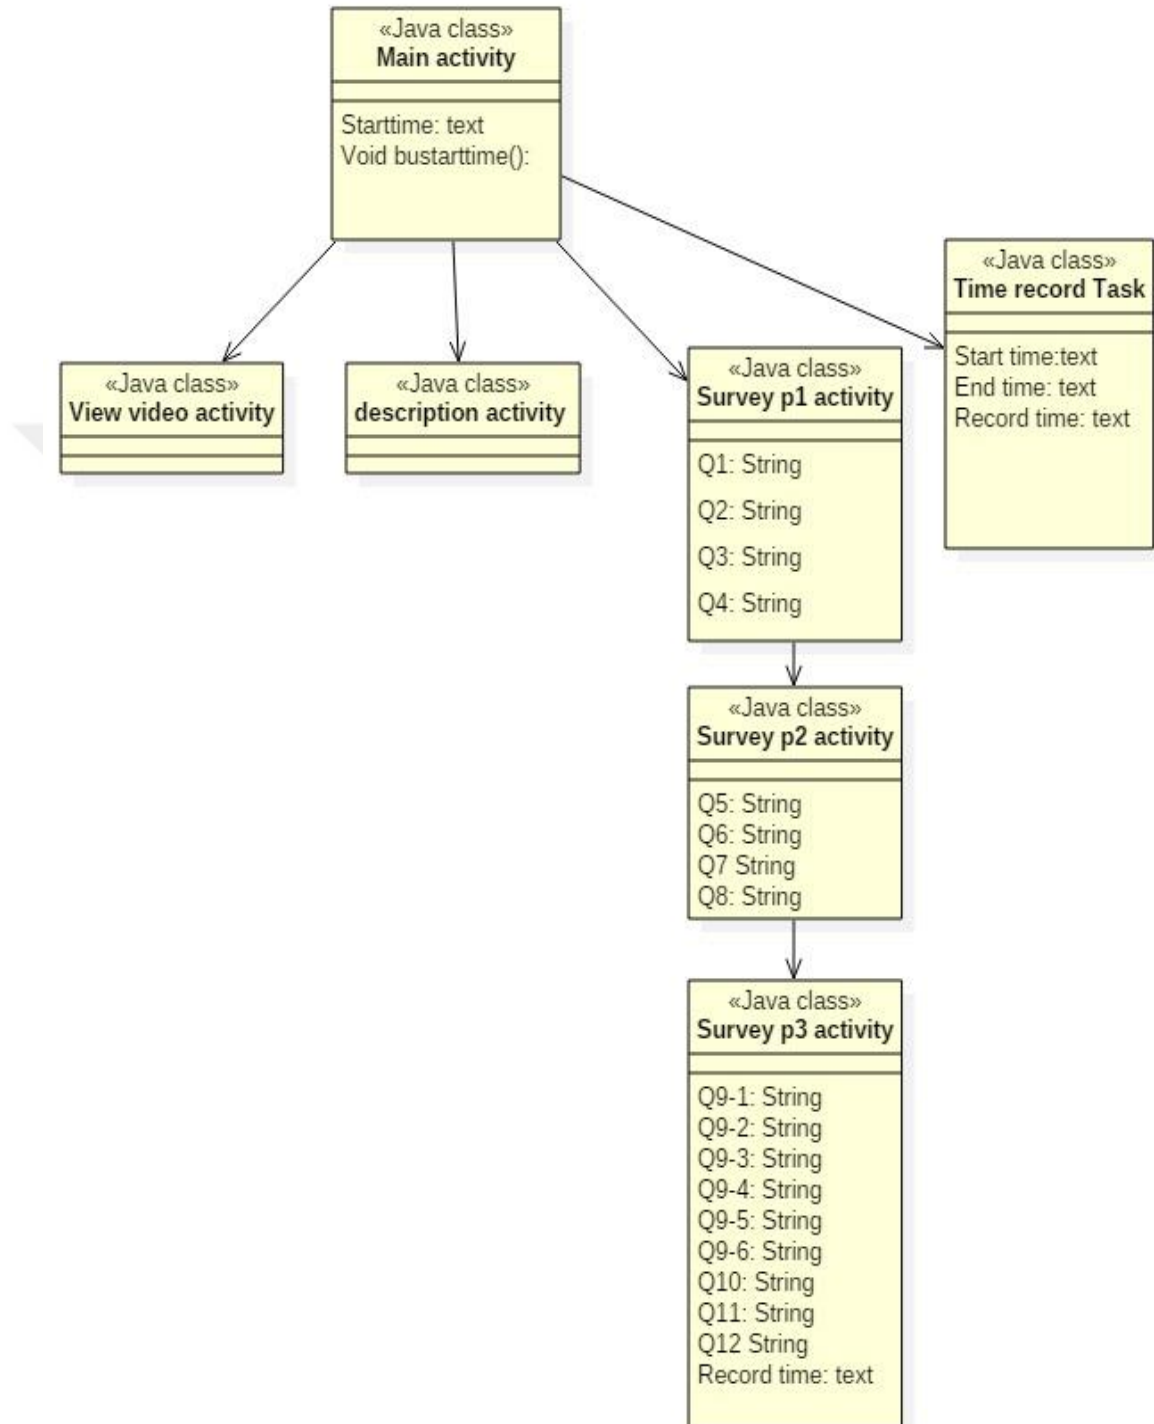 «Java class»
Main activity
Starttime: text
Void bustarttime():
«Java class»
Time record Task
Start time:text
End time: text
Record time: text
«Java class»
View video activity
«Java class»
description activity
«Java class»
Survey p1 activity
Q1: String
Q2: String
Q3: String
Q4: String
«Java class»
Survey p2 activity
Q5: String
Q6: String
Q7 String
Q8: String
«Java class»
Survey p3 activity
Q9-1: String
Q9-2: String
Q9-3: String
Q9-4: String
Q9-5: String
Q9-6: String
Q10: String
Q11: String
Q12 String
Record time: text